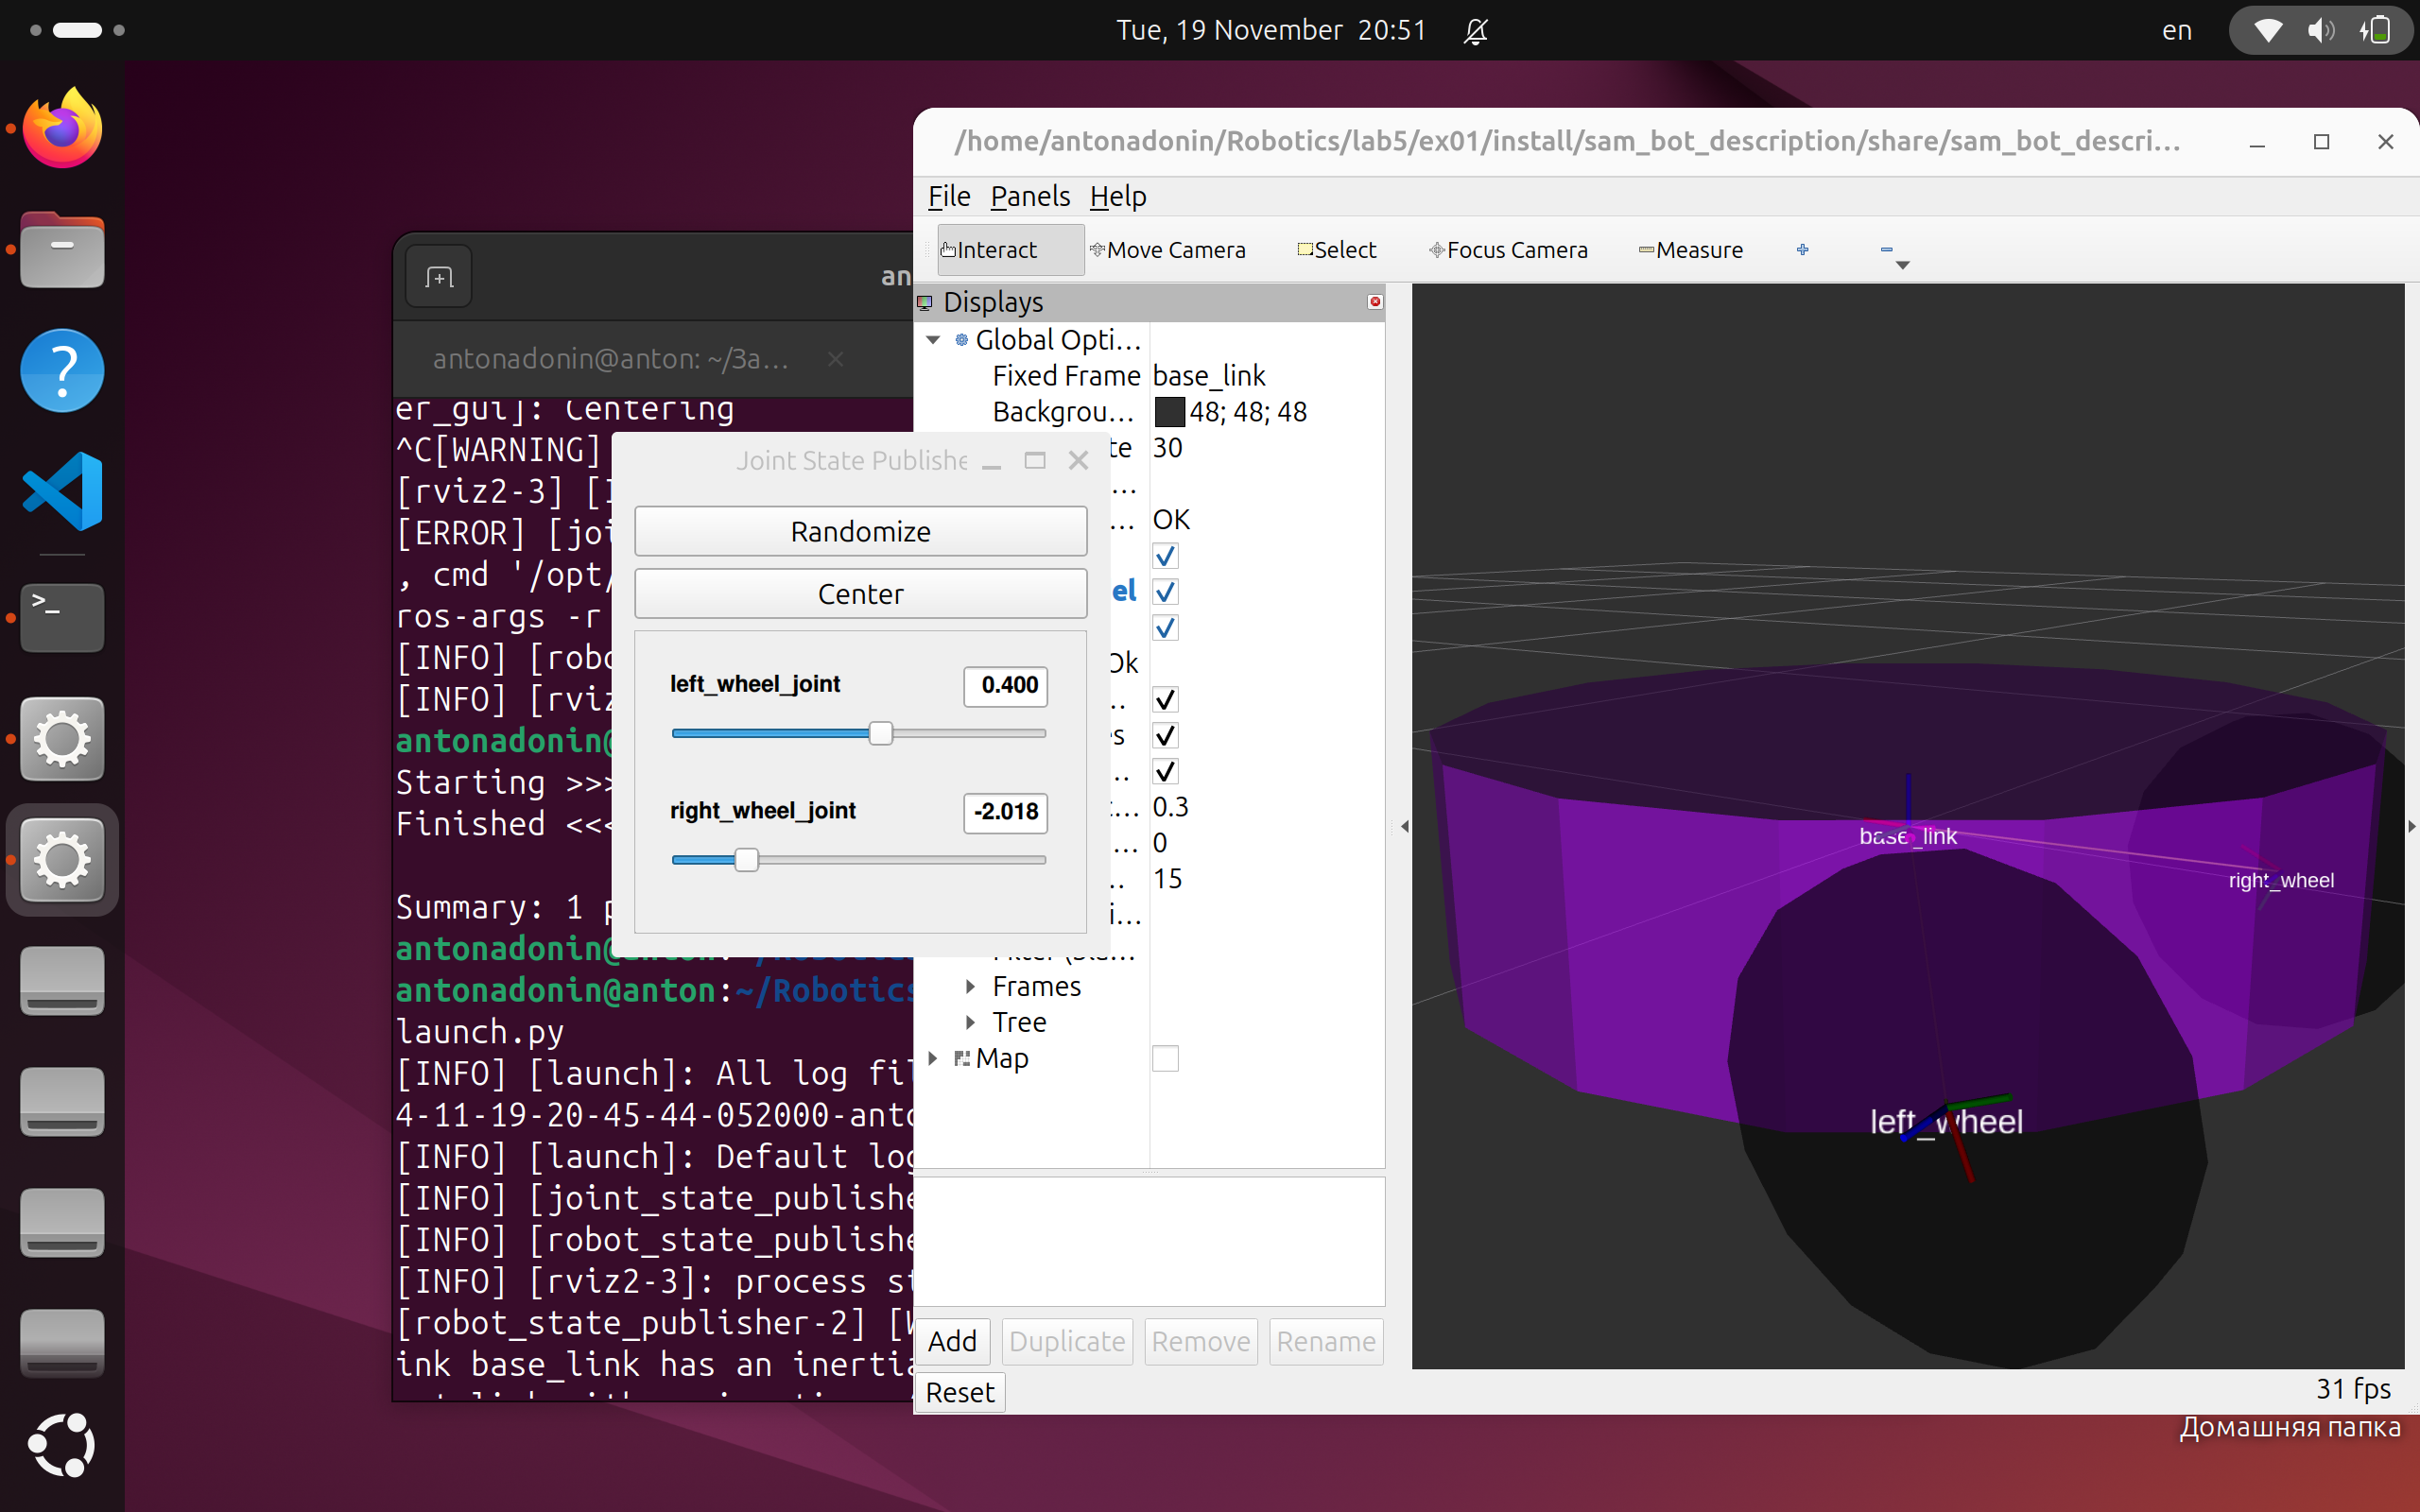 Tue, 19 November 20:51
en
/home/antonadonin/Robotics/lab5/ex01/install/sam_bot_description/share/sam_bot_descri...
File Panels Help
Interact Move Camera Select Focus Camera Measure
Displays
Global Opti...
Fixed Frame base_link
Backgrou... 48; 48; 48
te 30
...
... OK
el
Ok
..
es
..
t... 0.3
... 0
.. 15
i...
Frames
Tree
Map
Add Duplicate Remove Rename
Reset
31 fps
base_link
right_wheel
left_wheel
Joint State Publishe
Randomize
Center
left_wheel_joint 0.400
right_wheel_joint -2.018
an
antonadonin@anton: ~/За...
er_gui]: Centering
^C[WARNING]
[rviz2-3] [
[ERROR] [joi
, cmd '/opt/
ros-args -r
[INFO] [robo
[INFO] [rviz
antonadonin@
Starting >>>
Finished <<<
Summary: 1 p
antonadonin@anton:
antonadonin@anton:~/Robotics
launch.py
[INFO] [launch]: All log fil
4-11-19-20-45-44-052000-anto
[INFO] [launch]: Default log
[INFO] [joint_state_publishe
[INFO] [robot_state_publishe
[INFO] [rviz2-3]: process st
[robot_state_publisher-2] [W
ink base_link has an inertia
Домашняя папка